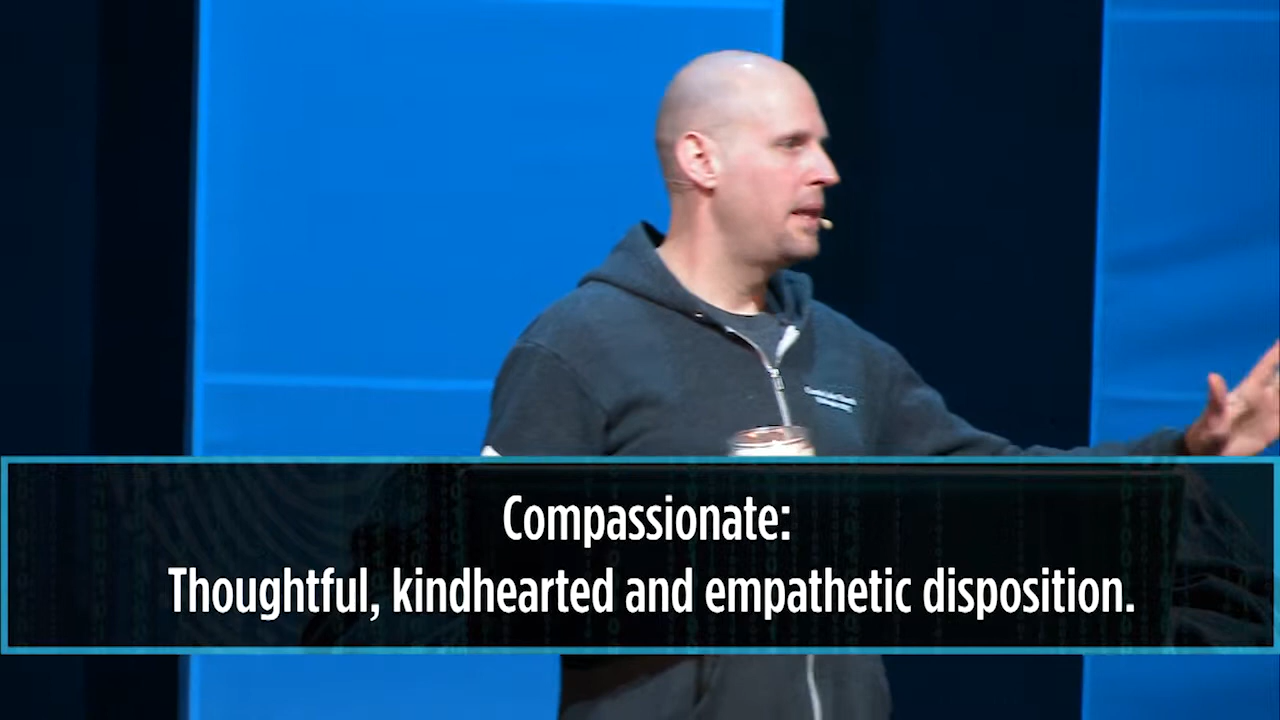 Compassionate:
Thoughtful, kindhearted and empathetic disposition.